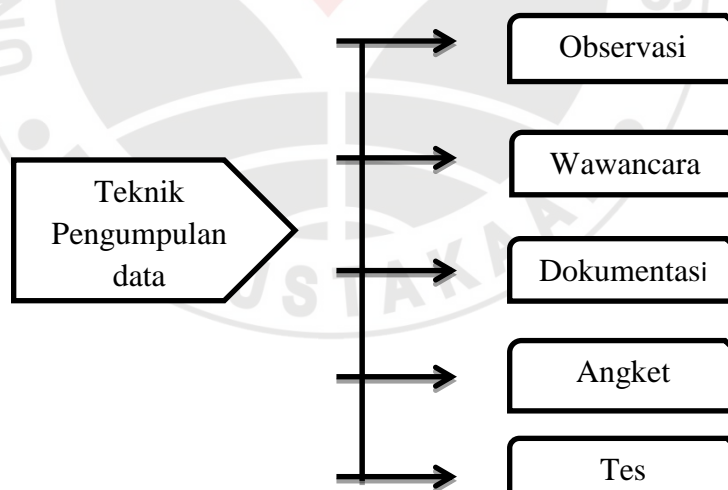 Teknik
Pengumpulan
data
Observasi
Wawancara
Dokumentasi
Angket
Tes